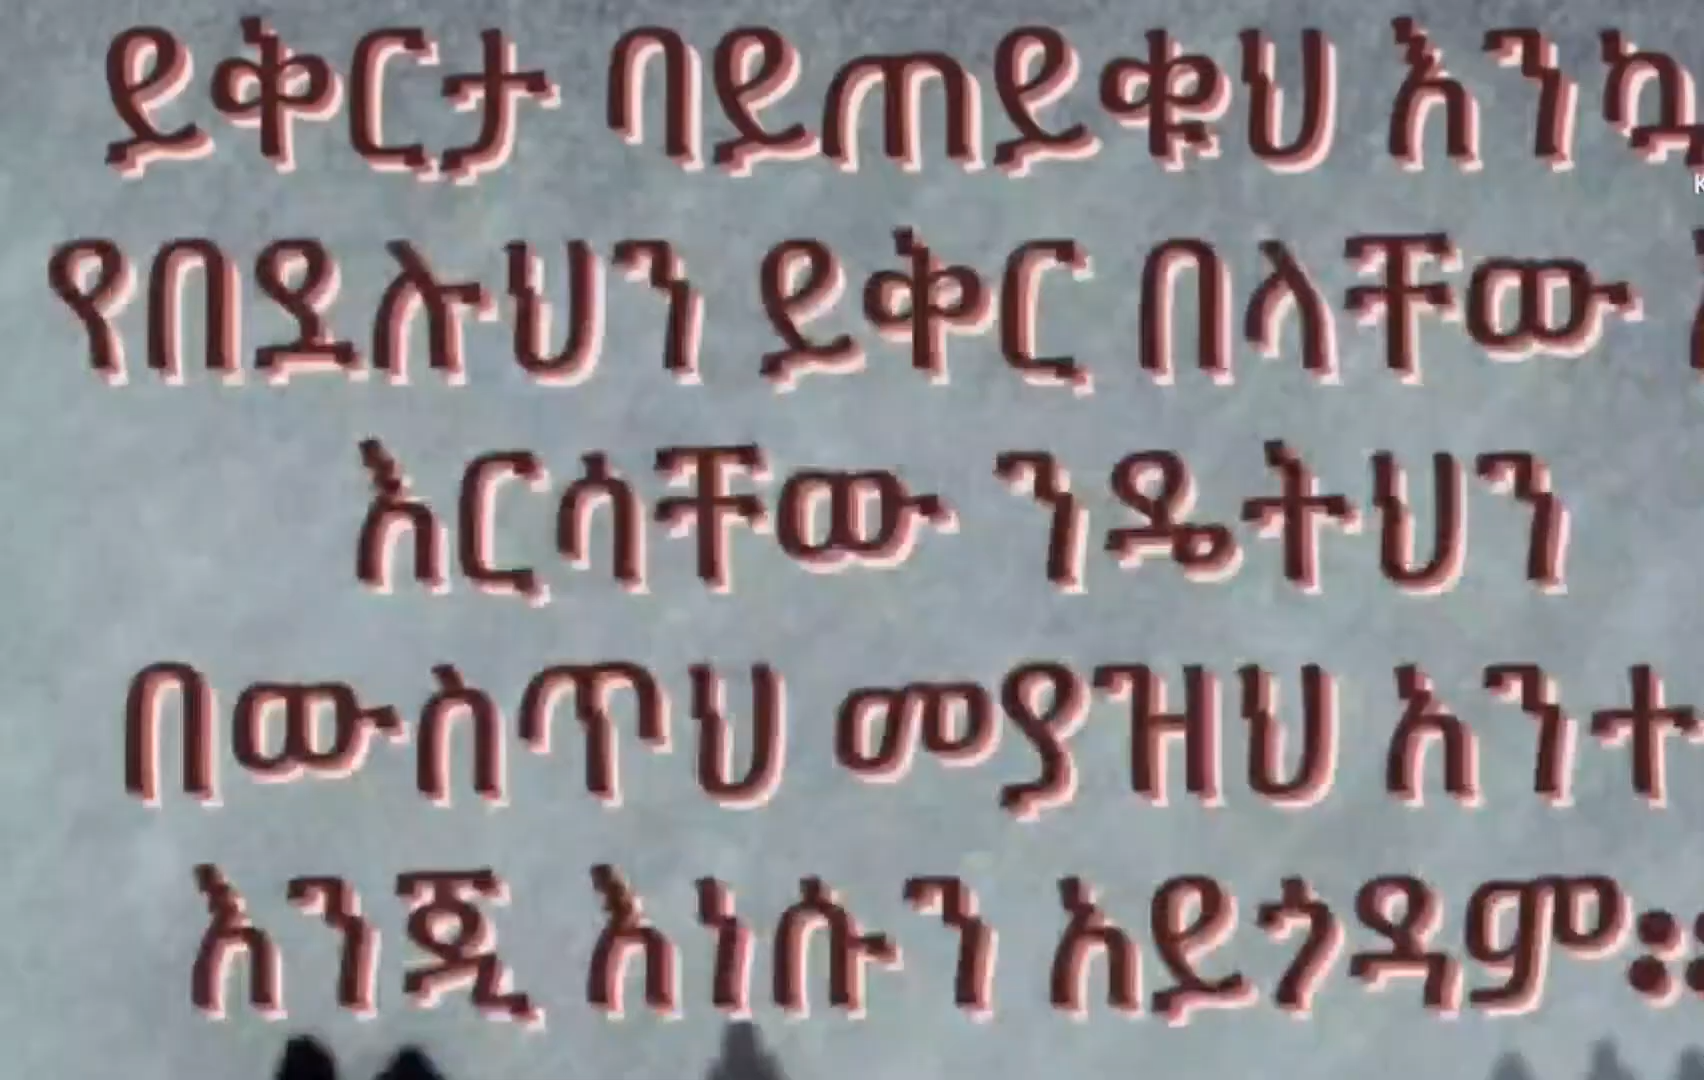 ይቅርታ ባይጠይቁህ እንኳ
የበደሉህን ይቅር በላቸው
እርሳቸው ንዴትህን
በውስጥህ መያዝህ አንተ
እንጂ እነሱን አይጎዳም።